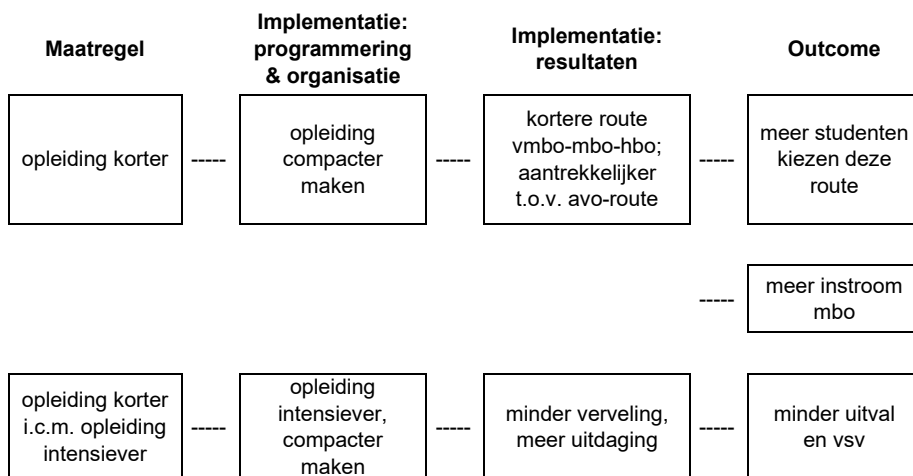 Maatregel
Implementatie:
programmering
& organisatie
Implementatie:
resultaten
Outcome
opleiding korter
-----
opleiding
compacter
maken
-----
kortere route
vmbo-mbo-hbo;
aantrekkelijker
t.o.v. avo-route
-----
meer studenten
kiezen deze
route
-----
meer instroom
mbo
opleiding korter
i.c.m. opleiding
intensiever
-----
opleiding
intensiever,
compacter
maken
-----
minder verveling,
meer uitdaging
-----
minder uitval
en vsv